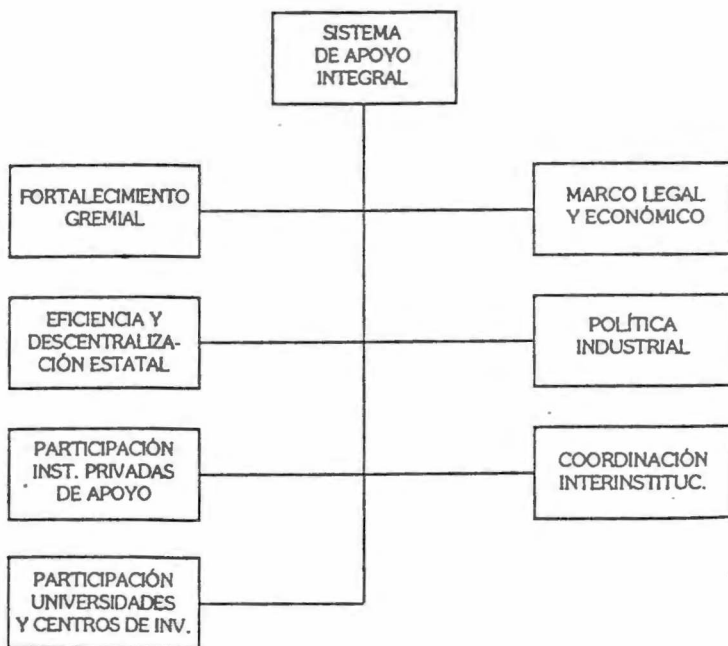 SISTEMA
DE APOYO
INTEGRAL
FORTALECIMIENTO
GREMIAL
MARCO LEGAL
Y ECONÓMICO
EFICIENCIA Y
DESCENTRALIZA-
CIÓN ESTATAL
POLÍTICA
INDUSTRIAL
PARTICIPACIÓN
INST. PRIVADAS
DE APOYO
COORDINACIÓN
INTERINSTITUC.
PARTICIPACIÓN
UNIVERSIDADES
Y CENTROS DE INV.